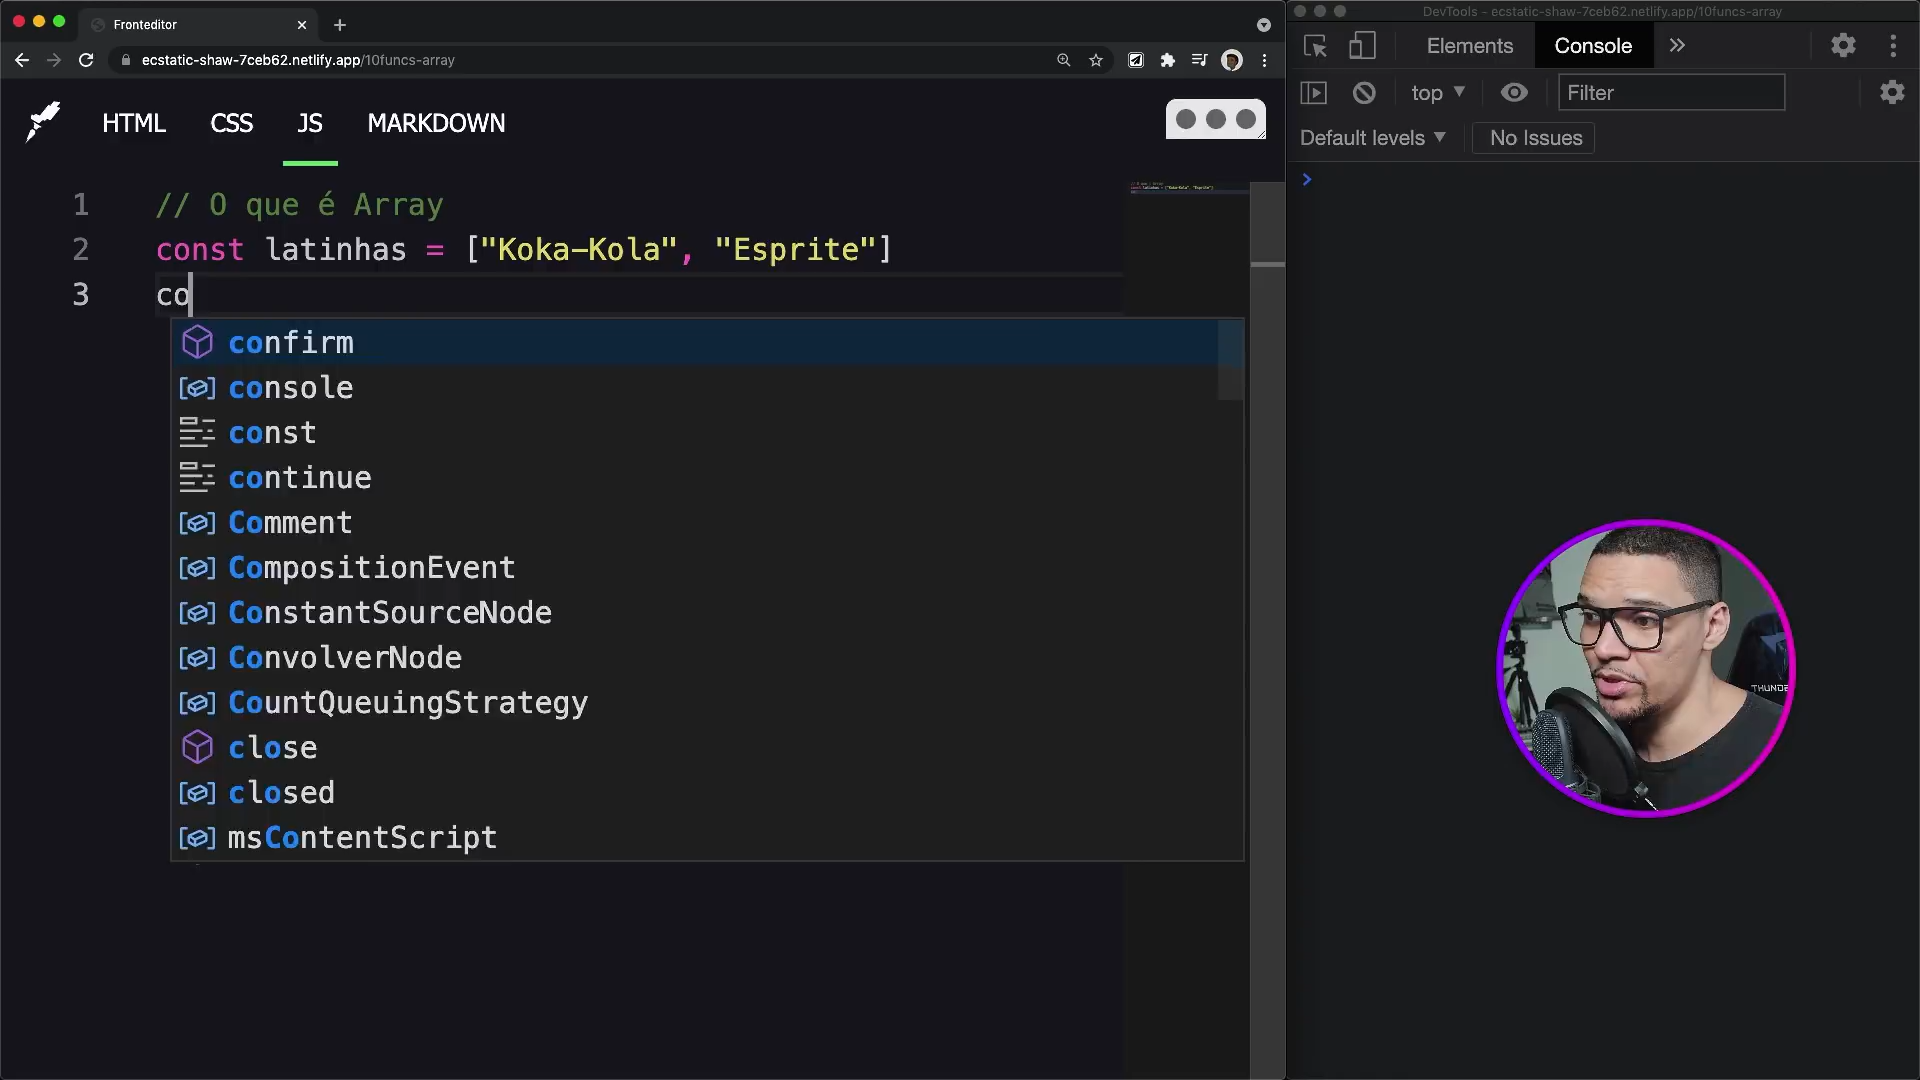 Fronteditor
ecstatic-shaw-7ceb62.netlify.app/10funcs-array
HTML CSS JS MARKDOWN
1 // O que é Array
2 const latinhas = ["Koka-Kola", "Esprite"]
3 co
confirm
console
const
continue
Comment
CompositionEvent
ConstantSourceNode
ConvolverNode
CountQueuingStrategy
close
closed
msContentScript
DevTools - ecstatic-shaw-7ceb62.netlify.app/10funcs-array
Elements Console
top Filter
Default levels No Issues
THUNDE